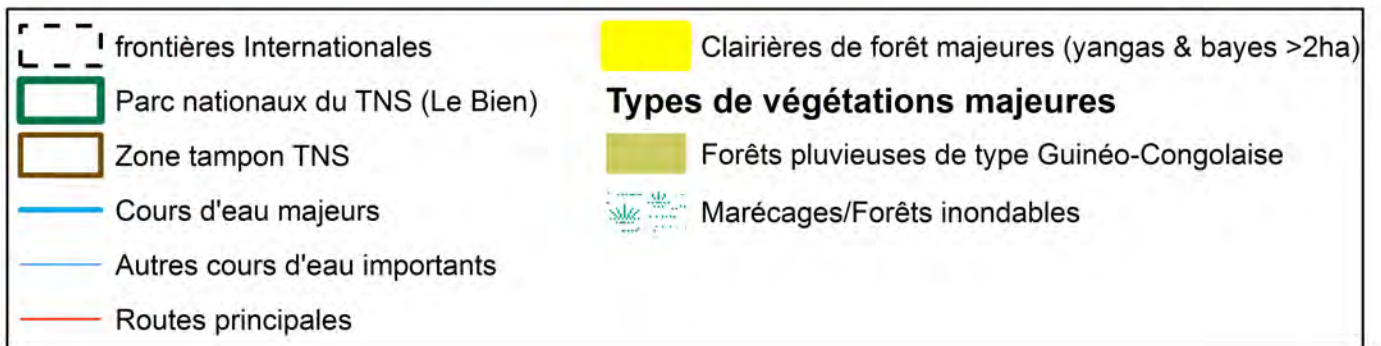 frontières Internationales
Parc nationaux du TNS (Le Bien)
Zone tampon TNS
Cours d'eau majeurs
Autres cours d'eau importants
Routes principales
Clairières de forêt majeures (yangas & bayes >2ha)
Types de végétations majeures
Forêts pluvieuses de type Guinéo-Congolaise
Marécages/Forêts inondables